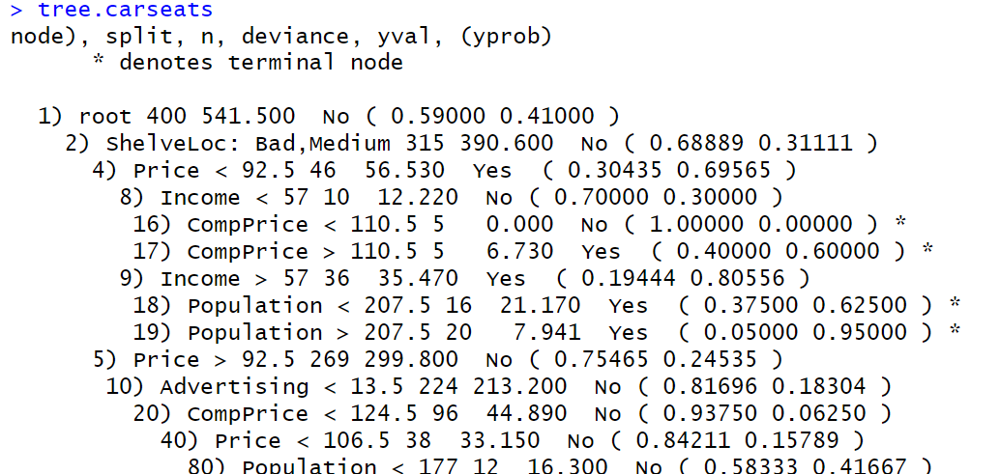 > tree.carseats
node), split, n, deviance, yval, (yprob)
* denotes terminal node
1) root 400 541.500 No ( 0.59000 0.41000 )
2) ShelveLoc: Bad,Medium 315 390.600 No ( 0.68889 0.31111 )
4) Price < 92.5 46 56.530 Yes ( 0.30435 0.69565 )
8) Income < 57 10 12.220 No ( 0.70000 0.30000 )
16) CompPrice < 110.5 5 0.000 No ( 1.00000 0.00000 ) *
17) CompPrice > 110.5 5 6.730 Yes ( 0.40000 0.60000 ) *
9) Income > 57 36 35.470 Yes ( 0.19444 0.80556 )
18) Population < 207.5 16 21.170 Yes ( 0.37500 0.62500 ) *
19) Population > 207.5 20 7.941 Yes ( 0.05000 0.95000 ) *
5) Price > 92.5 269 299.800 No ( 0.75465 0.24535 )
10) Advertising < 13.5 224 213.200 No ( 0.81696 0.18304 )
20) CompPrice < 124.5 96 44.890 No ( 0.93750 0.06250 )
40) Price < 106.5 38 33.150 No ( 0.84211 0.15789 )
80) Population < 177 12 16.300 No ( 0.58333 0.41667 )